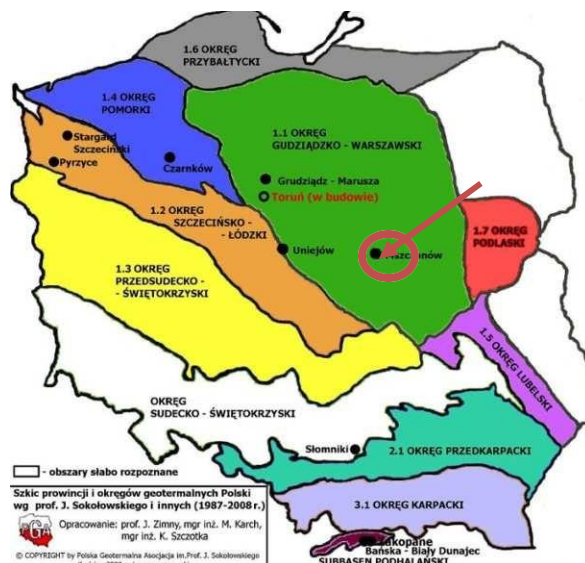 1.6 OKRĘG
PRZYBAŁTYCKI
1.4 OKRĘG
POMORKI
1.1 OKRĘG
GUDZIĄDZKO - WARSZAWSKI
Stargard
Szczeciński
Pyrzyce
Czarnków
Grudziądz - Marusza
Toruń (w budowie)
1.2 OKRĘG
SZCZECIŃSKO -
- ŁÓDZKI
1.7 OKRĘG
PODLASKI
Uniejów
1.3 OKRĘG
PRZEDSUDECKO -
- ŚWIĘTOKRZYSKI
1.5 OKRĘG LUBELSKI
OKRĘG
SUDECKO - ŚWIĘTOKRZYSKI
Słomniki
2.1 OKRĘG PRZEDKARPACKI
- obszary słabo rozpoznane
3.1 OKRĘG KARPACKI
Szkic prowincji i okręgów geotermalnych Polski
wg prof. J. Sokołowskiego i innych (1987-2008 r.)
PGA
Opracowanie: prof. J. Zimny, mgr inż. M. Karch,
mgr inż. K. Szczotka
Zakopane
Bańska - Biały Dunajec
SUBBASEN PODHALAŃSKI
© COPYRIGHT by Polska Geotermalna Asocjacja im.Prof. J. Sokołowskiego